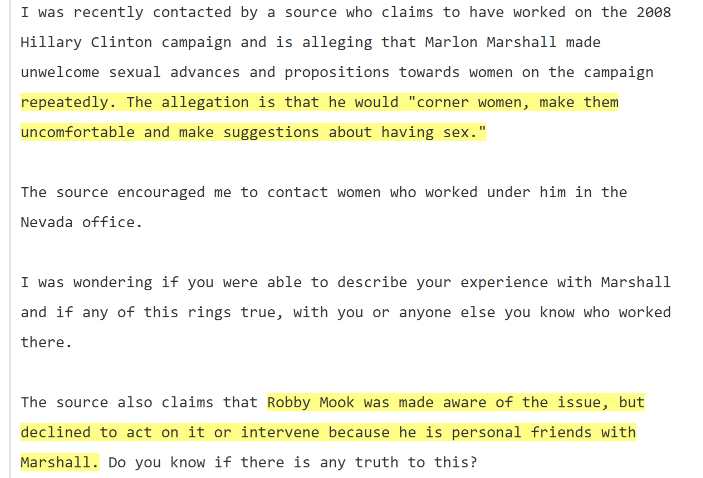 I was recently contacted by a source who claims to have worked on the 2008
Hillary Clinton campaign and is alleging that Marlon Marshall made
unwelcome sexual advances and propositions towards women on the campaign
repeatedly. The allegation is that he would "corner women, make them
uncomfortable and make suggestions about having sex."
The source encouraged me to contact women who worked under him in the
Nevada office.
I was wondering if you were able to describe your experience with Marshall
and if any of this rings true, with you or anyone else you know who worked
there.
The source also claims that Robby Mook was made aware of the issue, but
declined to act on it or intervene because he is personal friends with
Marshall. Do you know if there is any truth to this?